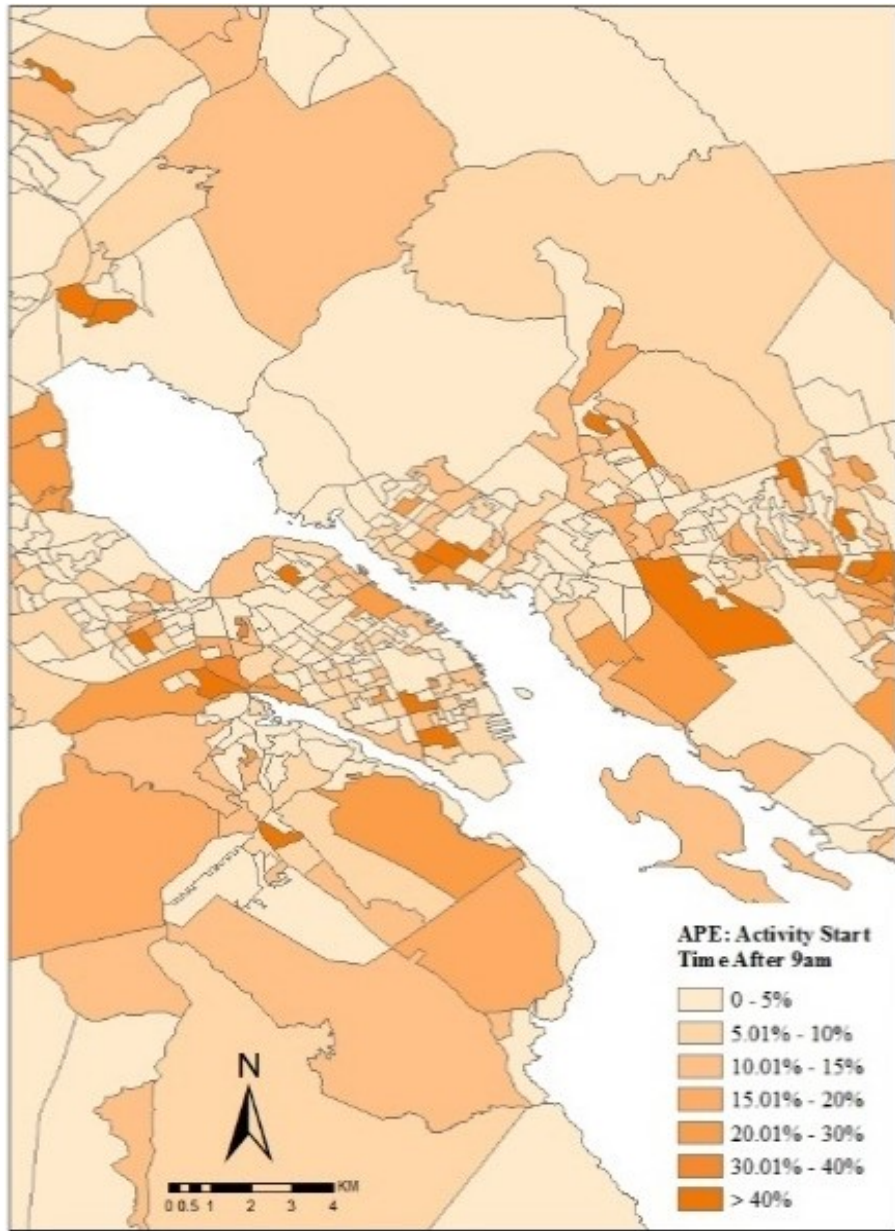 APE: Activity Start
Time After 9am
0 - 5%
5.01% - 10%
10.01% - 15%
15.01% - 20%
20.01% - 30%
30.01% - 40%
> 40%
N
KM
0 0.5 1 2 3 4